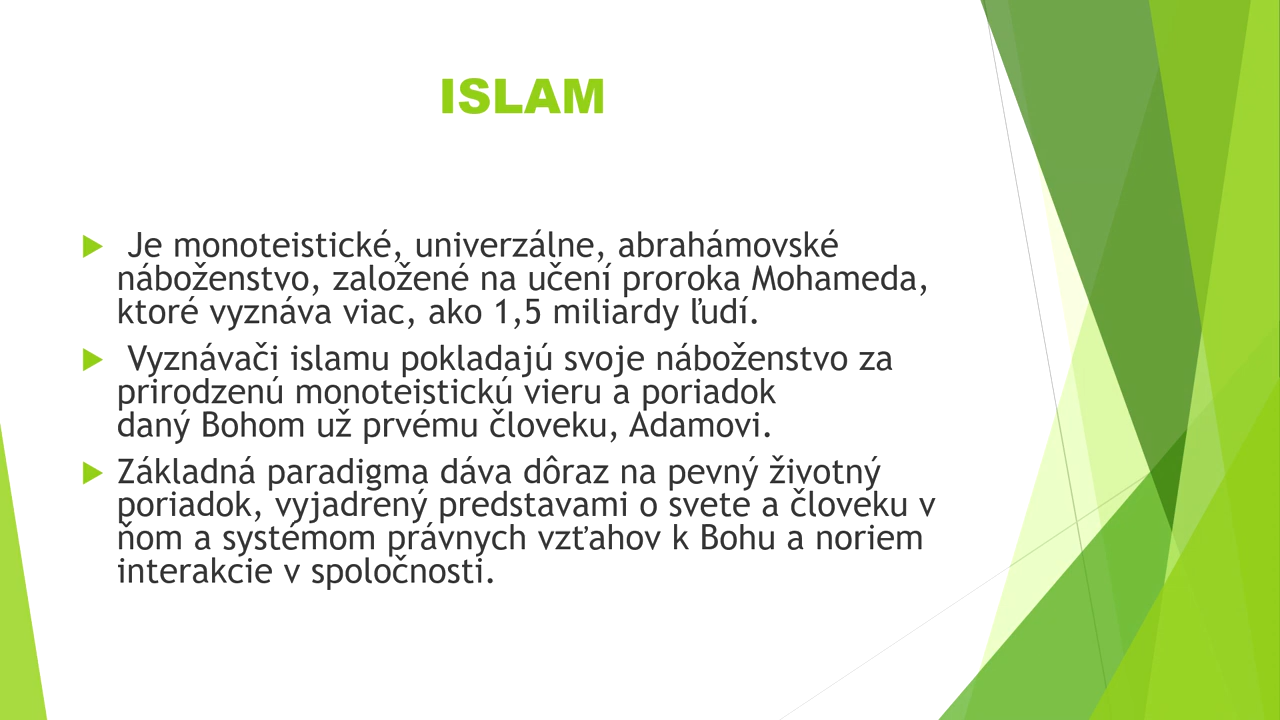 ISLAM
Je monoteistické, univerzálne, abrahámovské
náboženstvo, založené na učení proroka Mohameda,
ktoré vyznáva viac, ako 1,5 miliardy ľudí.
Vyznávači islamu pokladajú svoje náboženstvo za
prirodzenú monoteistickú vieru a poriadok
daný Bohom už prvému človeku, Adamovi.
Základná paradigma dáva dôraz na pevný životný
poriadok, vyjadrený predstavami o svete a človeku v
ňom a systémom právnych vzťahov k Bohu a noriem
interakcie v spoločnosti.